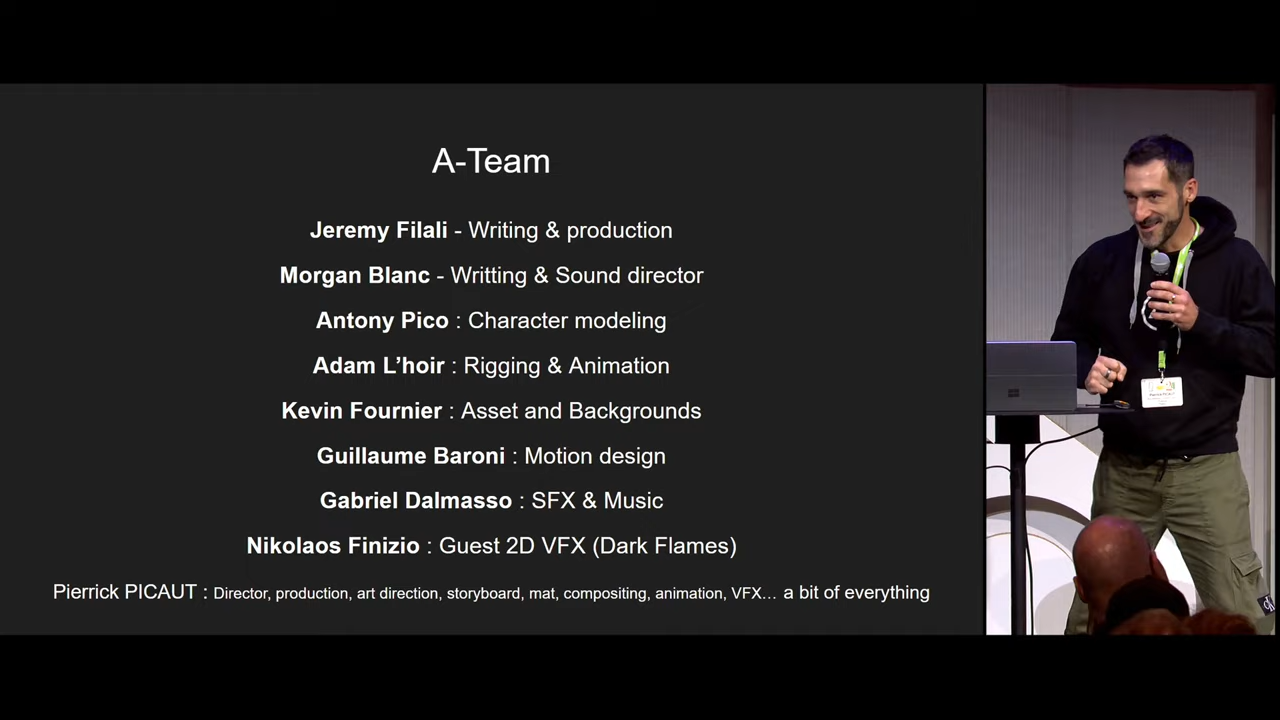 A-Team
Jeremy Filali - Writing & production
Morgan Blanc - Writting & Sound director
Antony Pico : Character modeling
Adam L’hoir : Rigging & Animation
Kevin Fournier : Asset and Backgrounds
Guillaume Baroni : Motion design
Gabriel Dalmasso : SFX & Music
Nikolaos Finizio : Guest 2D VFX (Dark Flames)
Pierrick PICAUT : Director, production, art direction, storyboard, mat, compositing, animation, VFX... a bit of everything